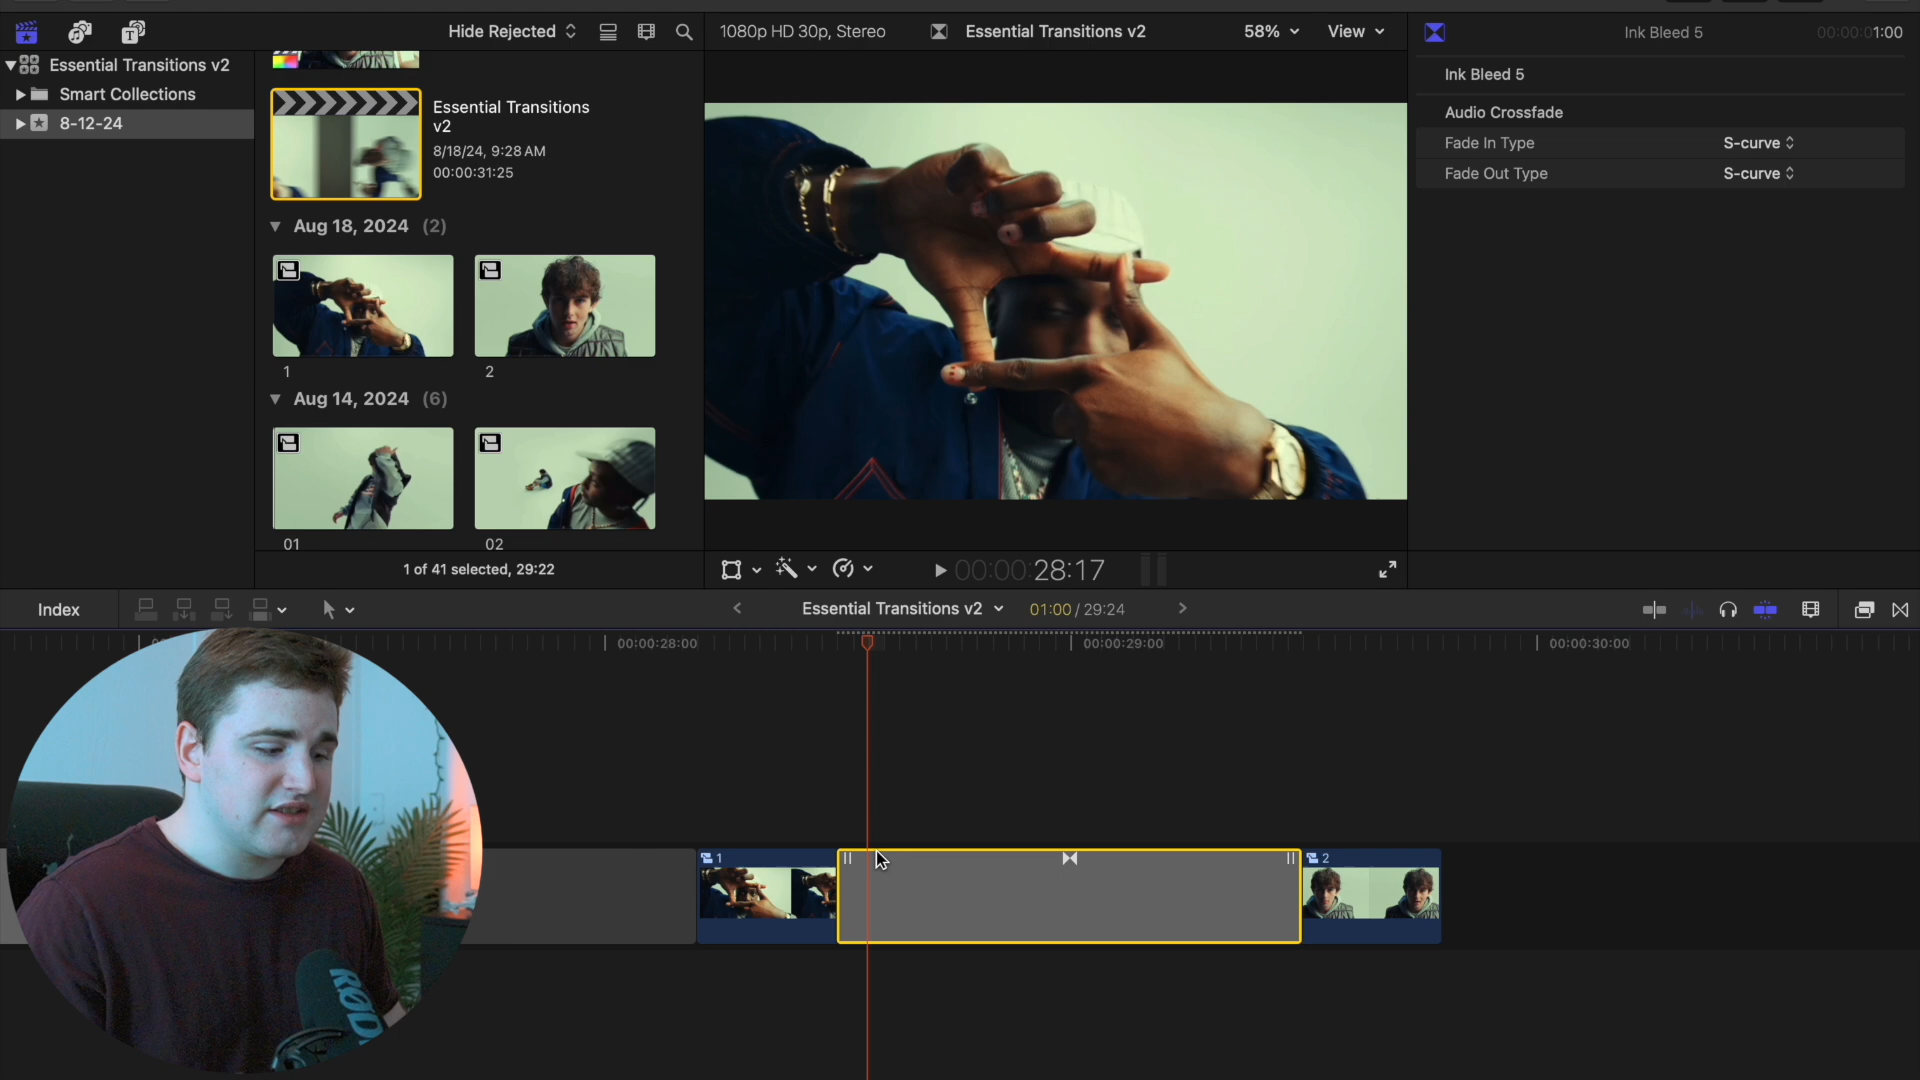 Hide Rejected
1080p HD 30p, Stereo
Essential Transitions v2
58%
View
Ink Bleed 5
00:00:01:00
Essential Transitions v2
Smart Collections
8-12-24
Essential Transitions
v2
8/18/24, 9:28 AM
00:00:31:25
Aug 18, 2024 (2)
1
2
Aug 14, 2024 (6)
01
02
1 of 41 selected, 29:22
Ink Bleed 5
Audio Crossfade
Fade In Type
S-curve
Fade Out Type
S-curve
00:00:28:17
Index
Essential Transitions v2
01:00 / 29:24
00:00:28:00
00:00:29:00
00:00:30:00
1
2
RØDE